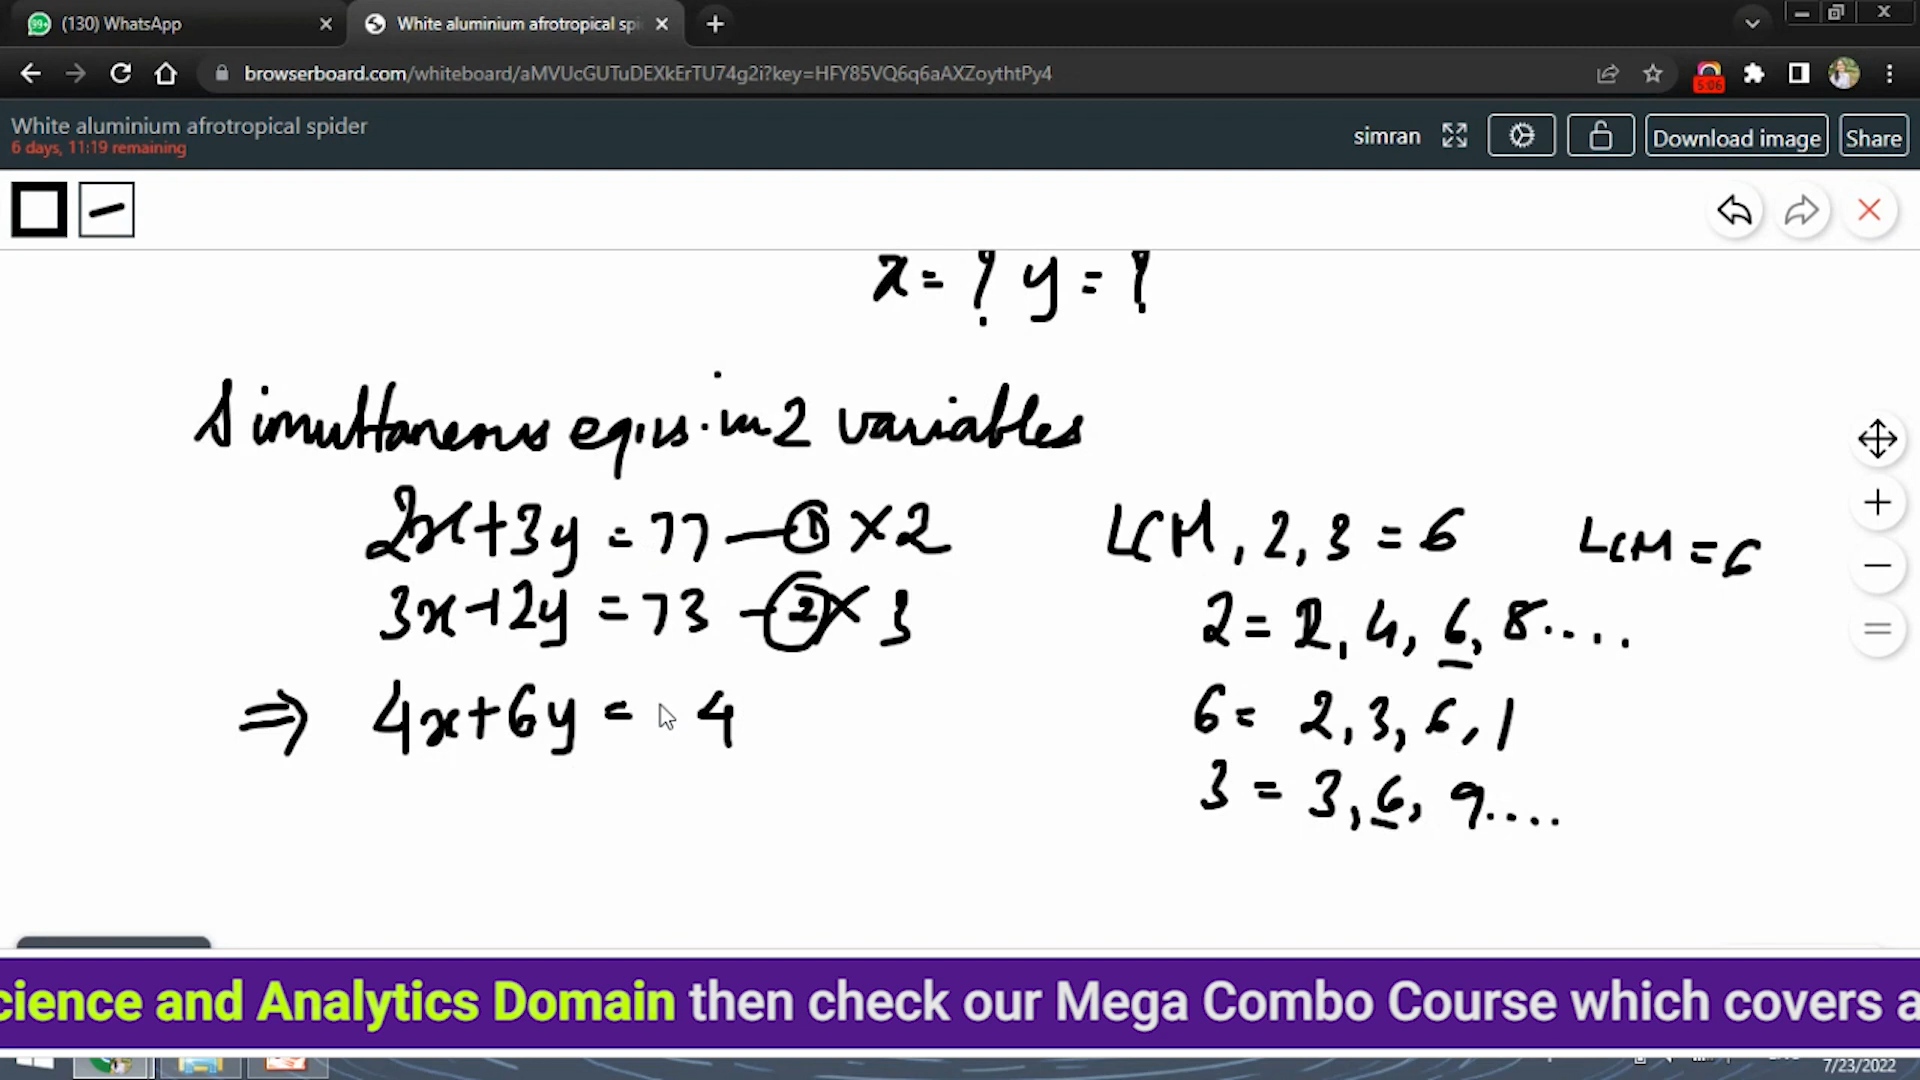 (130) WhatsApp
White aluminium afrotropical spi
browserboard.com/whiteboard/aMVUcGUTuDEXkErTU74g2i?key=HFY85VQ6q6aAXZoythtPy4
5:06
White aluminium afrotropical spider
6 days, 11:19 remaining
simran
Download image
Share
x = ? y = ?
Simultaneous eqns. in 2 variables
2x+3y = 77 — ① × 2
3x+2y = 73 — ② × 3
⇒ 4x+6y = 4
LCM, 2, 3 = 6
LCM = 6
2 = 2, 4, 6, 8....
6 = 2, 3, 6, 1
3 = 3, 6, 9....
cience and Analytics Domain then check our Mega Combo Course which covers a
7/23/2022